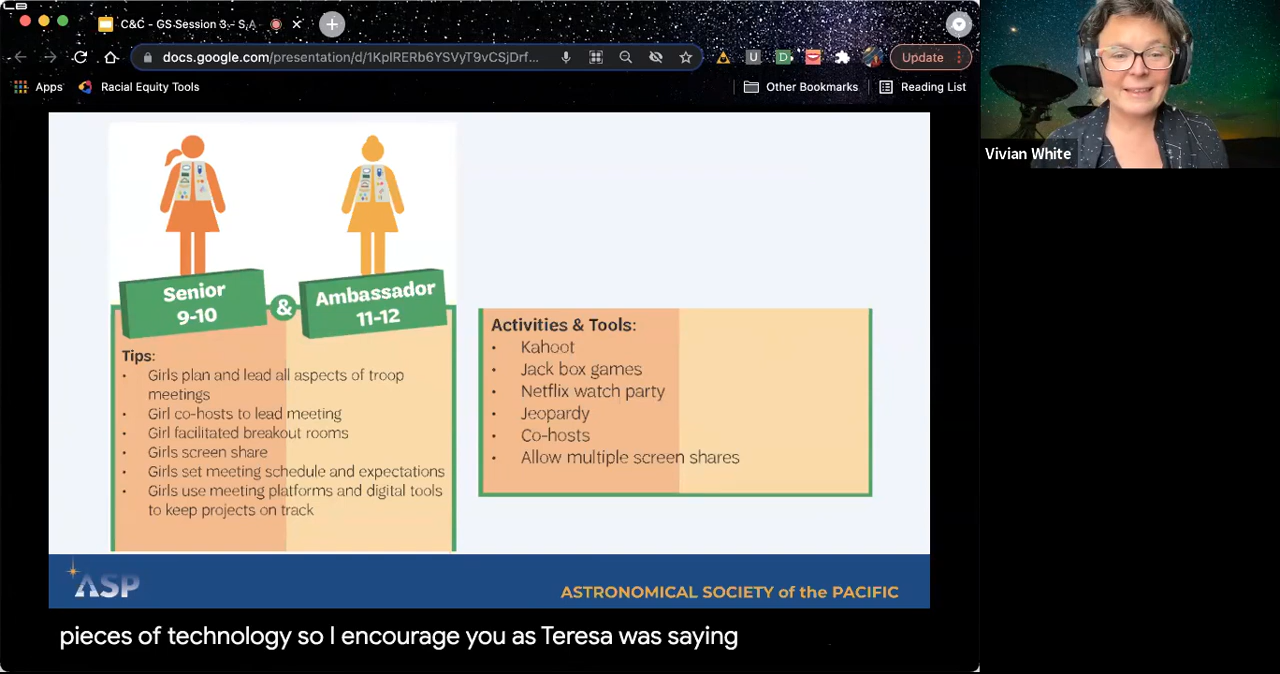 C&C - GS Session 3 - S,A
docs.google.com/presentation/d/1KplRERb6YSVyT9vCSjDrf...
Update
Apps
Racial Equity Tools
Other Bookmarks
Reading List
Vivian White
Senior
9-10
&
Ambassador
11-12
Tips:
• Girls plan and lead all aspects of troop
meetings
• Girl co-hosts to lead meeting
• Girl facilitated breakout rooms
• Girls screen share
• Girls set meeting schedule and expectations
• Girls use meeting platforms and digital tools
to keep projects on track
Activities & Tools:
• Kahoot
• Jack box games
• Netflix watch party
• Jeopardy
• Co-hosts
• Allow multiple screen shares
ASP
ASTRONOMICAL SOCIETY of the PACIFIC
pieces of technology so I encourage you as Teresa was saying